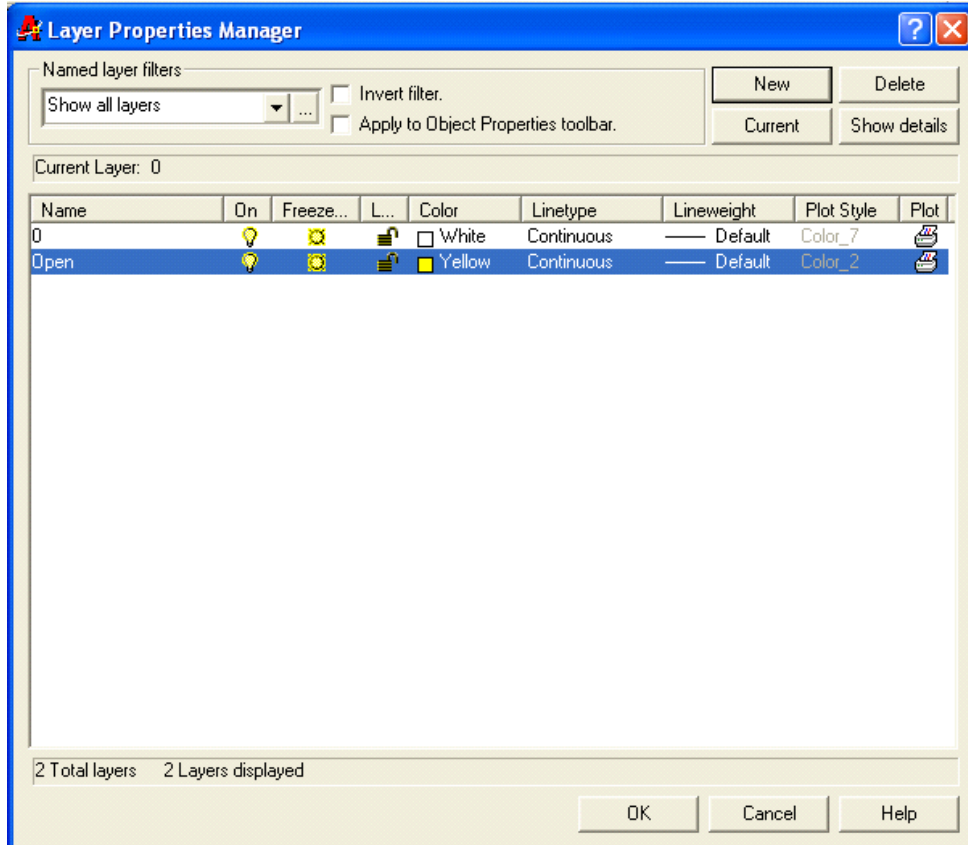 Layer Properties Manager
Named layer filters
Show all layers ... Invert filter. New Delete
Apply to Object Properties toolbar. Current Show details
Current Layer: 0
Name On Freeze... L... Color Linetype Lineweight Plot Style Plot
0 White Continuous Default Color_7
Open Yellow Continuous Default Color_2
2 Total layers 2 Layers displayed
OK Cancel Help